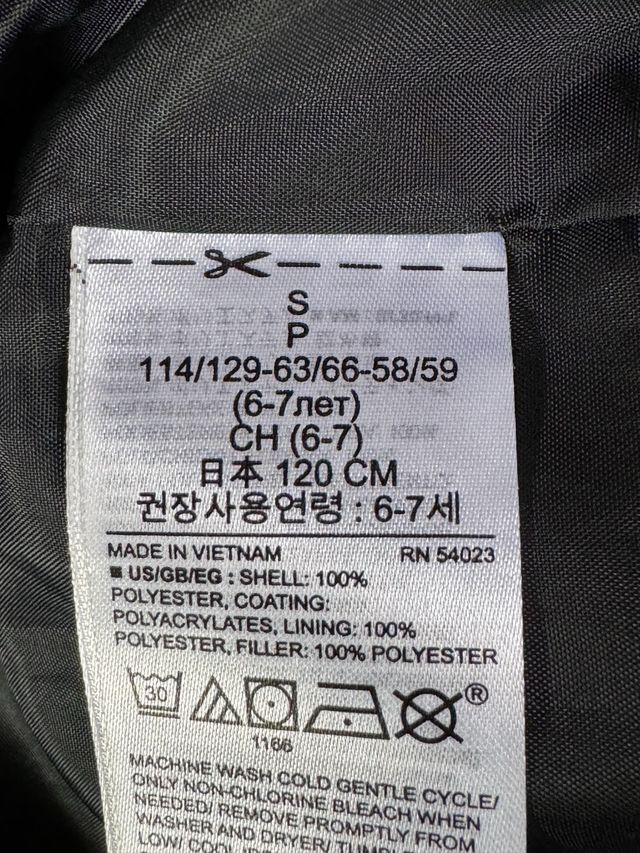 S
P
114/129-63/66-58/59
(6-7лет)
CH (6-7)
日本 120 CM
권장사용연령 : 6-7세
MADE IN VIETNAM RN 54023
■ US/GB/EG : SHELL: 100%
POLYESTER, COATING:
POLYACRYLATES, LINING: 100%
POLYESTER, FILLER: 100% POLYESTER
30 ®
1166
MACHINE WASH COLD GENTLE CYCLE/
ONLY NON-CHLORINE BLEACH WHEN
NEEDED/ REMOVE PROMPTLY FROM
WASHER AND DRYER/ TUMBLE
LOW/ COOL